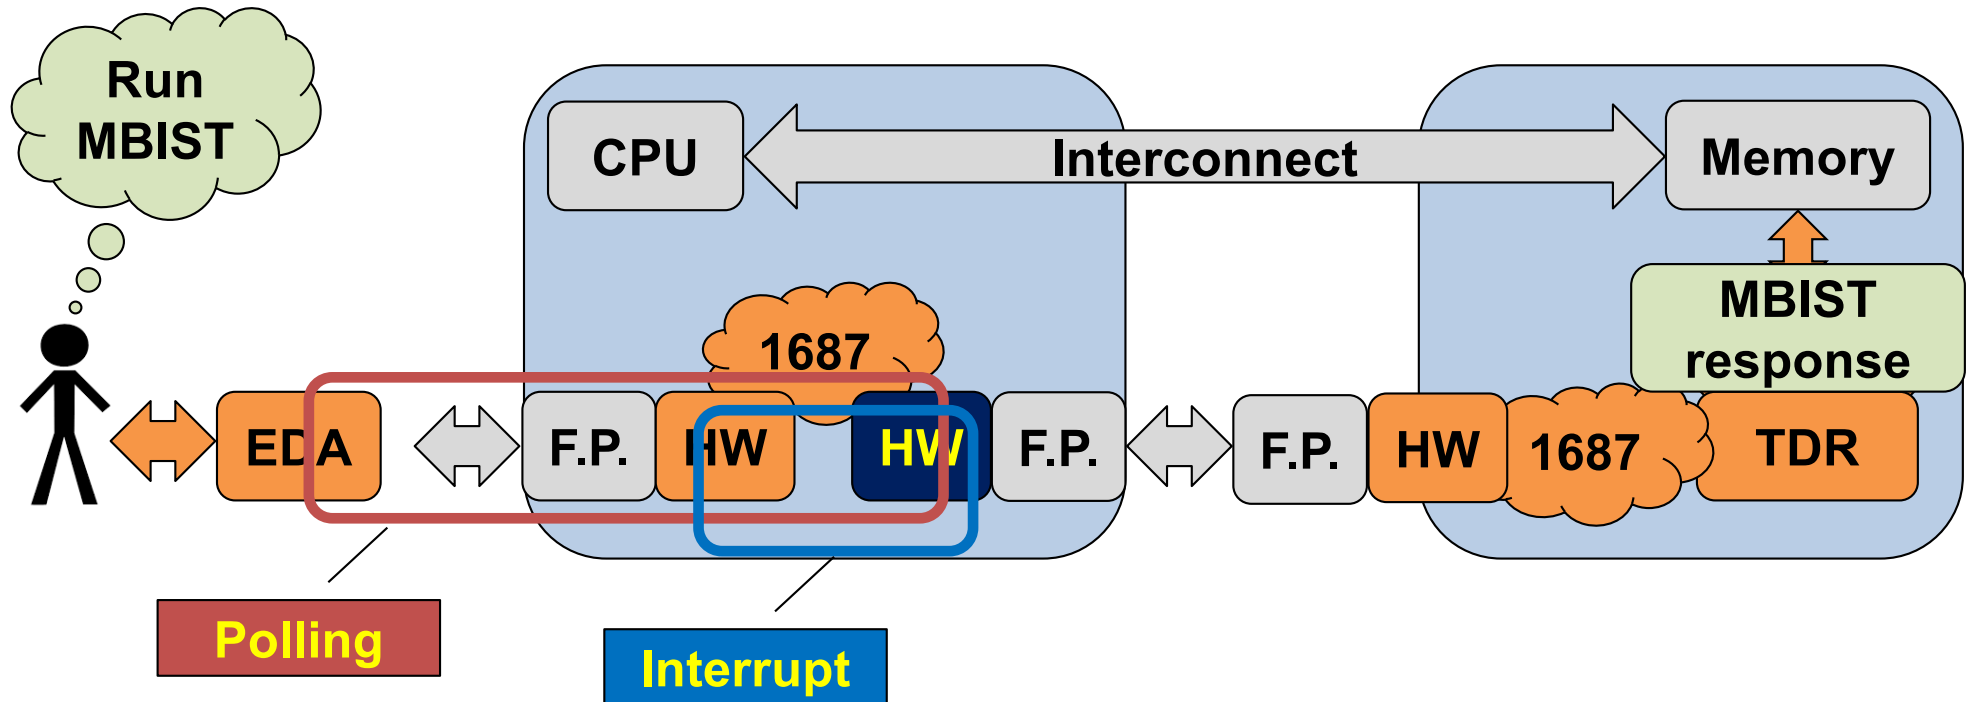 Run
MBIST
CPU
Interconnect
Memory
MBIST
response
1687
EDA
F.P.
HW
HW
F.P.
F.P.
HW
1687
TDR
Polling
Interrupt